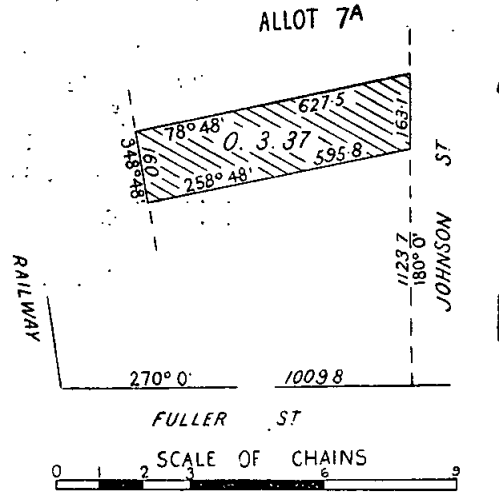 ALLOT 7A
78° 48'
627.5
163.1
348° 48'
160
0. 3. 37
258° 48'
595.8
1123 7
180° 0'
JOHNSON ST
RAILWAY
270° 0'
1009.8
FULLER ST
SCALE OF CHAINS
0 1 2 3 6 9